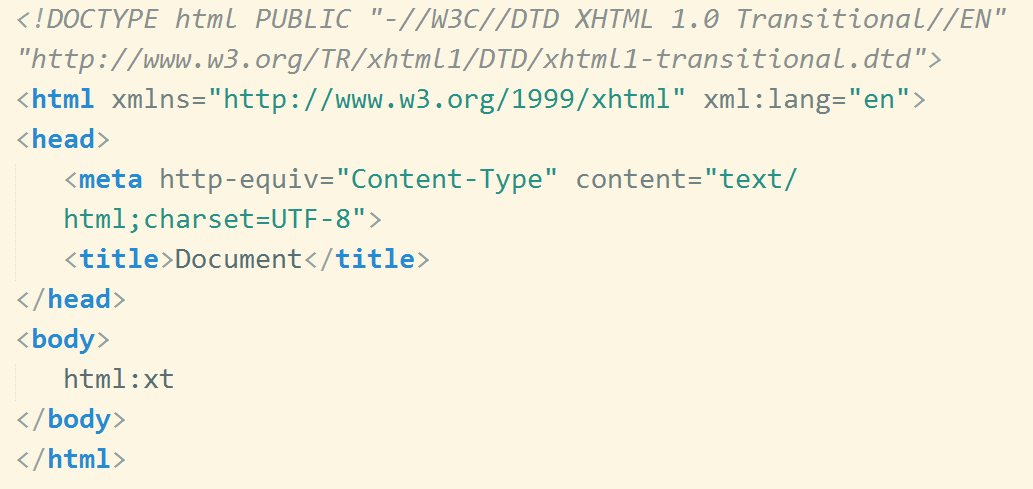 <!DOCTYPE html PUBLIC "-//W3C//DTD XHTML 1.0 Transitional//EN"
"http://www.w3.org/TR/xhtml1/DTD/xhtml1-transitional.dtd">
<html xmlns="http://www.w3.org/1999/xhtml" xml:lang="en">
<head>
   <meta http-equiv="Content-Type" content="text/
   html;charset=UTF-8">
   <title>Document</title>
</head>
<body>
   html:xt
</body>
</html>